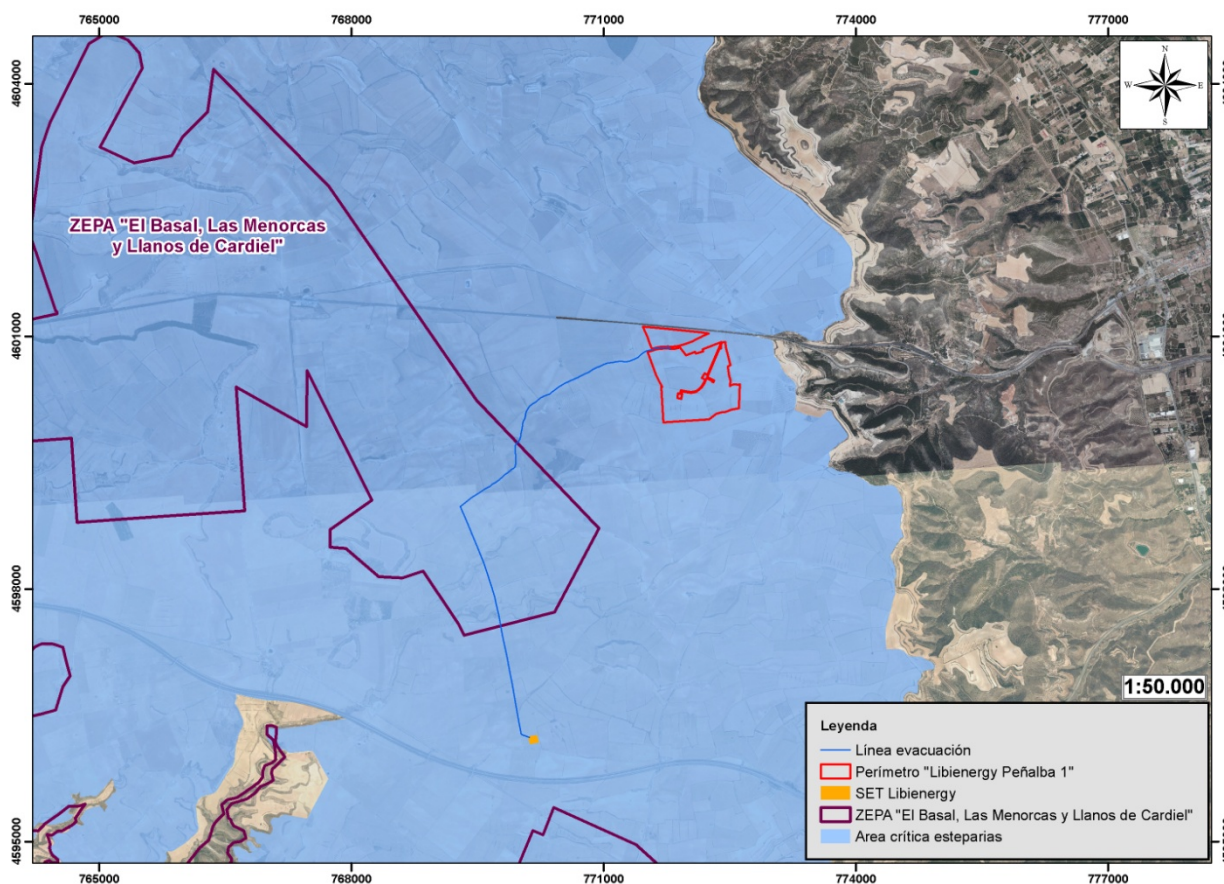 765000
768000
771000
774000
777000
4604000
N
W
E
S
ZEPA "El Basal, Las Menorcas
y Llanos de Cardiel"
4601000
4598000
1:50.000
Leyenda
Línea evacuación
Perímetro "Libienergy Peñalba 1"
SET Libienergy
ZEPA "El Basal, Las Menorcas y Llanos de Cardiel"
Area crítica esteparias
4595000
765000
768000
771000
774000
777000